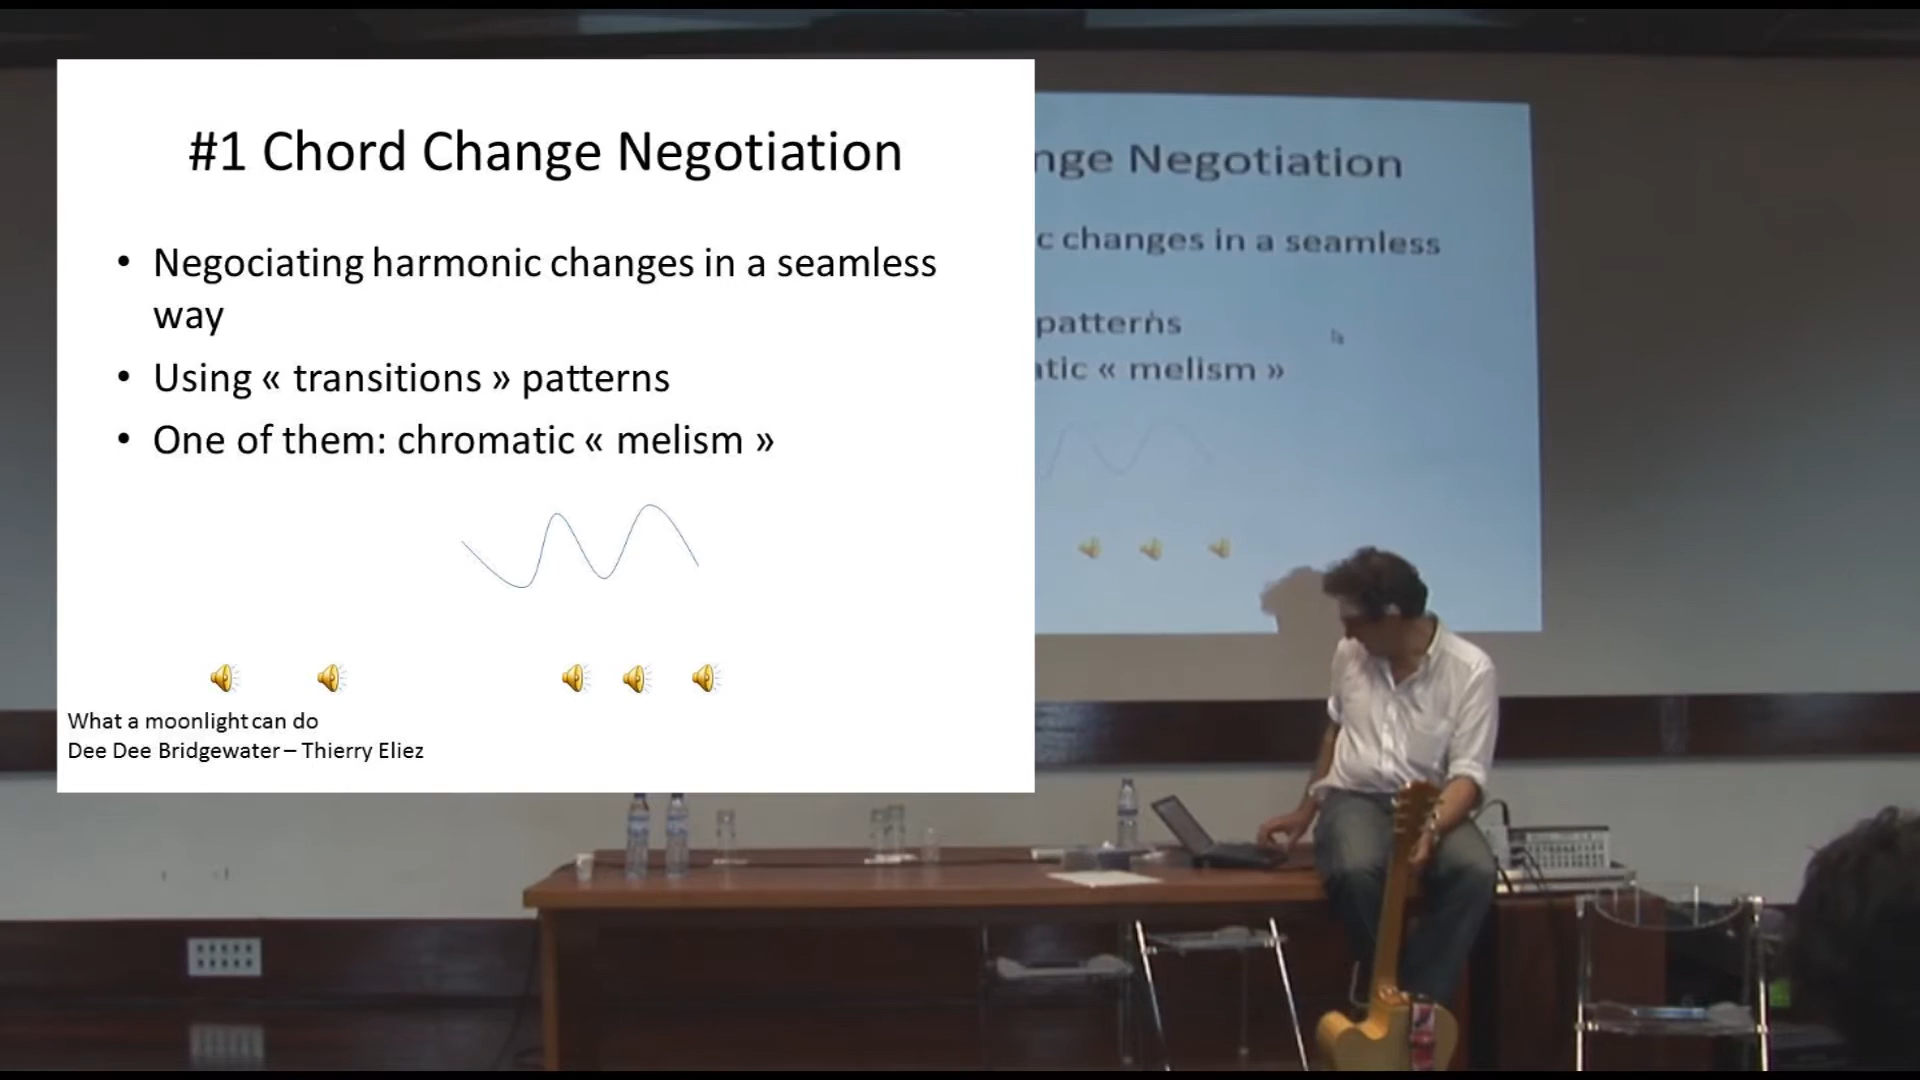 #1 Chord Change Negotiation
• Negociating harmonic changes in a seamless
way
• Using « transitions » patterns
• One of them: chromatic « melism »
What a moonlight can do
Dee Dee Bridgewater – Thierry Eliez
nge Negotiation
c changes in a seamless
patterns
tic « melism »